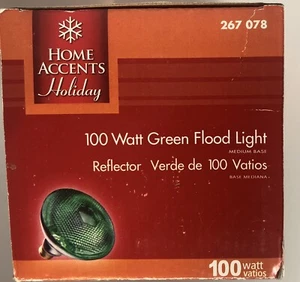 267 078
HOME
ACCENTS
Holiday
100 Watt Green Flood Light
MEDIUM BASE
Reflector Verde de 100 Vatios
BASE MEDIANA
100 watt
vatios